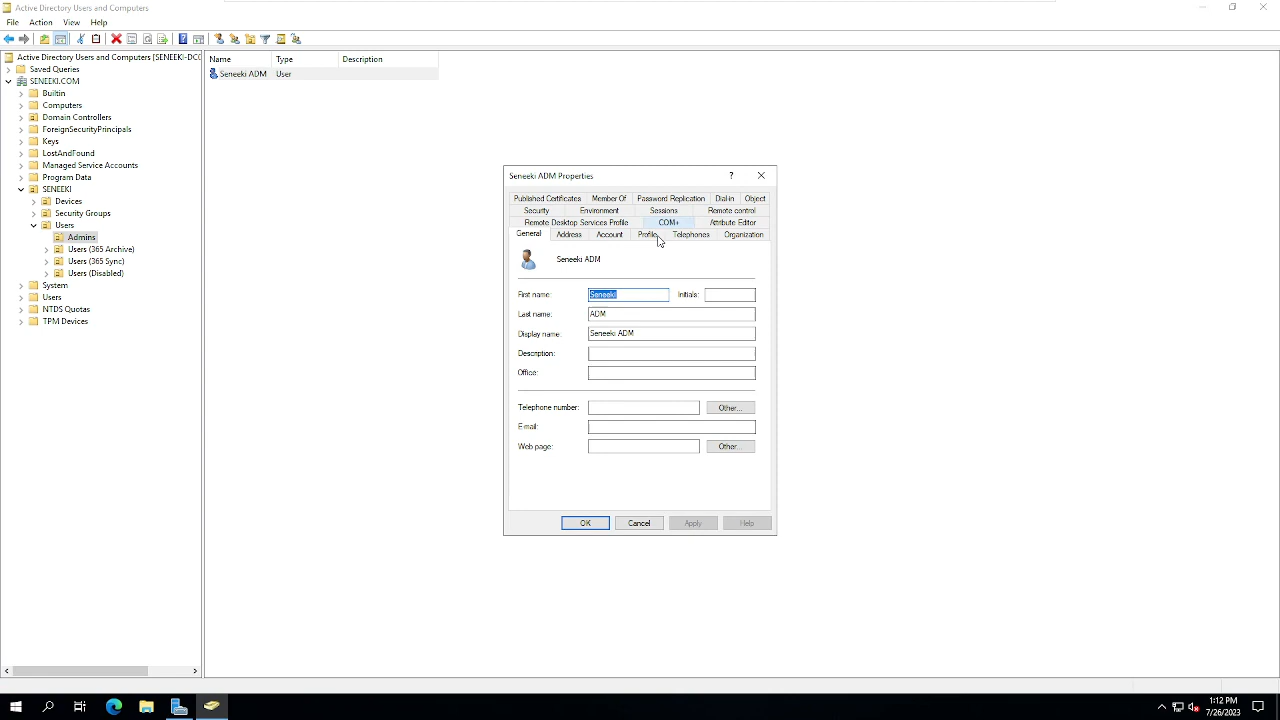 Active Directory Users and Computers
File Action View Help
Active Directory Users and Computers [SENEEKI-DC0
Saved Queries
SENEEKI.COM
Builtin
Computers
Domain Controllers
ForeignSecurityPrincipals
Keys
LostAndFound
Managed Service Accounts
Program Data
SENEEKI
Devices
Security Groups
Users
Admins
Users (365 Archive)
Users (365 Sync)
Users (Disabled)
System
Users
NTDS Quotas
TPM Devices
Name Type Description
Seneeki ADM User
Seneeki ADM Properties
Published Certificates Member Of Password Replication Dial-in Object
Security Environment Sessions Remote control
Remote Desktop Services Profile COM+ Attribute Editor
General Address Account Profile Telephones Organization
Seneeki ADM
First name: Seneeki Initials:
Last name: ADM
Display name: Seneeki ADM
Description:
Office:
Telephone number: Other...
E-mail:
Web page: Other...
OK Cancel Apply Help
1:12 PM
7/26/2023